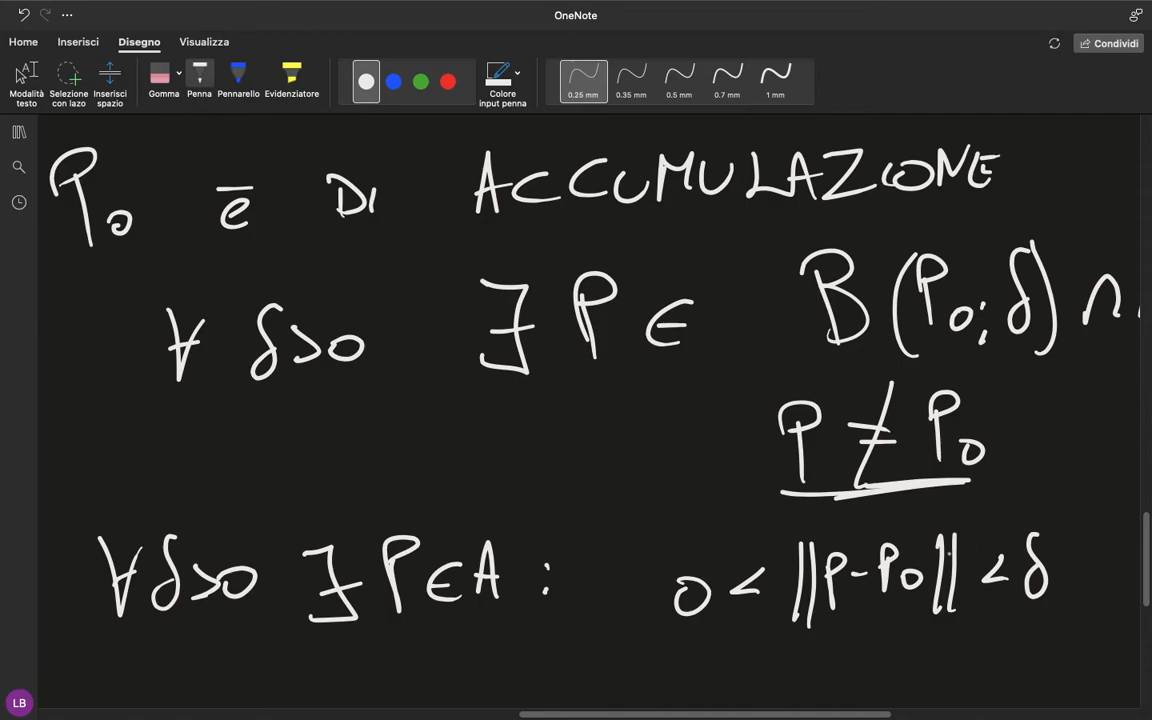 OneNote
Home Inserisci Disegno Visualizza
Condividi
Modalità testo
Selezione con lazo
Inserisci spazio
Gomma
Penna
Pennarello
Evidenziatore
Colore input penna
0.25 mm
0.35 mm
0.5 mm
0.7 mm
1 mm
P₀ ē DI ACCUMULAZIONE
∀ δ>0 ∃ P ∈ B(P₀; δ) ∩
P ≠ P₀
∀δ>0 ∃ P∈A : 0 < ||P-P₀|| < δ
LB